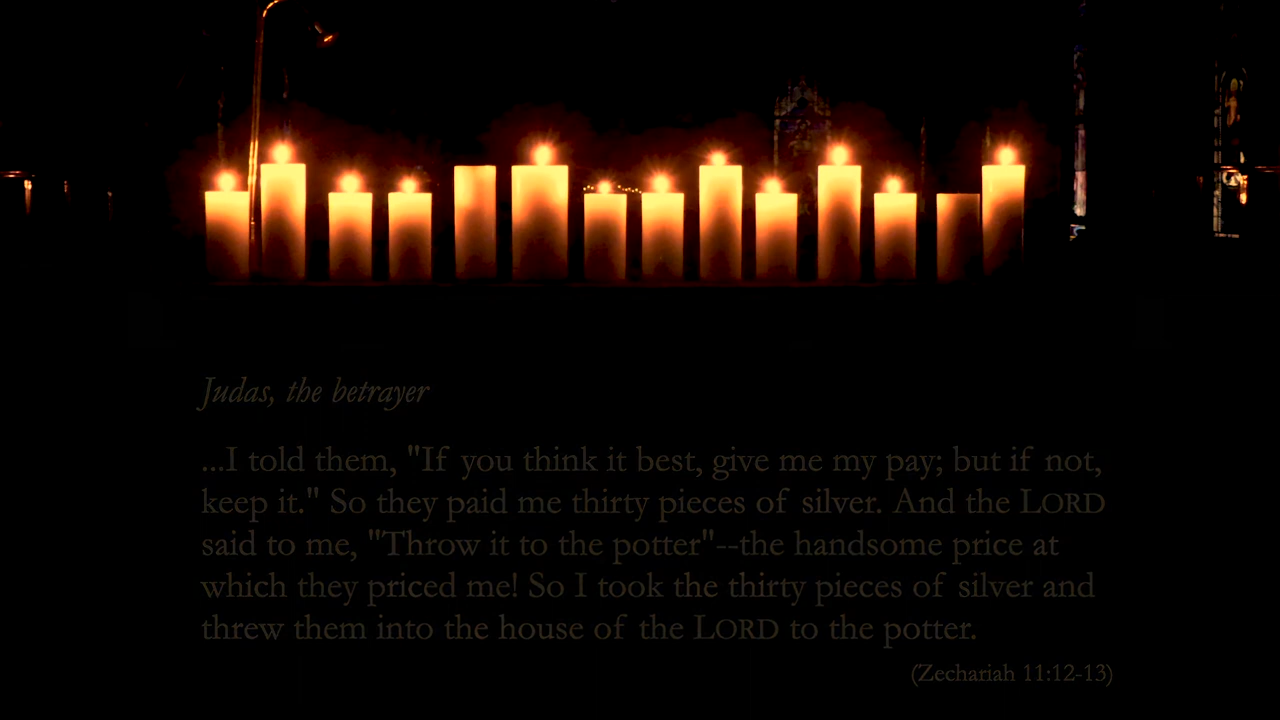 Judas, the betrayer
...I told them, "If you think it best, give me my pay; but if not,
keep it." So they paid me thirty pieces of silver. And the LORD
said to me, "Throw it to the potter"--the handsome price at
which they priced me! So I took the thirty pieces of silver and
threw them into the house of the LORD to the potter.
(Zechariah 11:12-13)